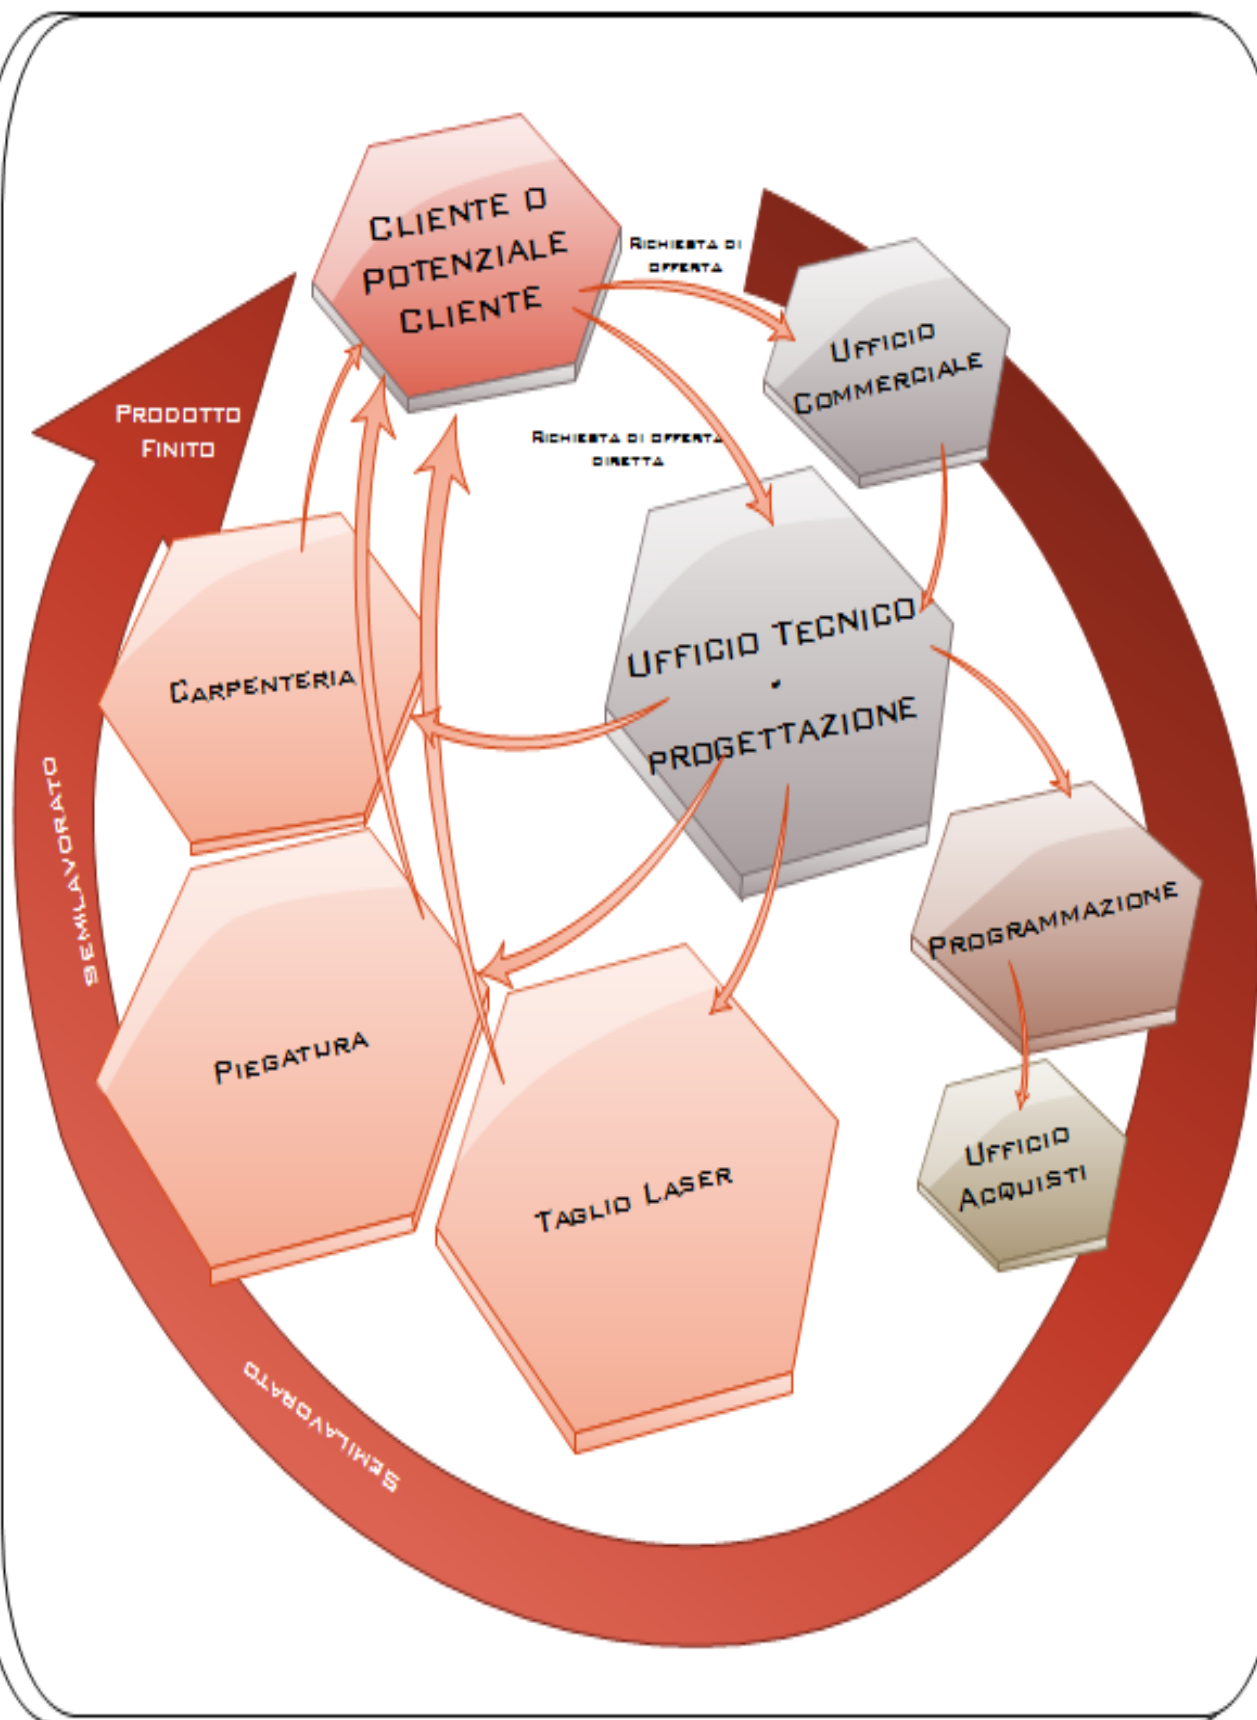 Cliente o
Potenziale
Cliente
Richiesta di
offerta
Ufficio
Commerciale
Prodotto
Finito
Richiesta di offerta
diretta
Ufficio Tecnico
-
progettazione
Carpenteria
Programmazione
Semilavorato
Piegatura
Ufficio
Acquisti
Taglio Laser
Semilavorato